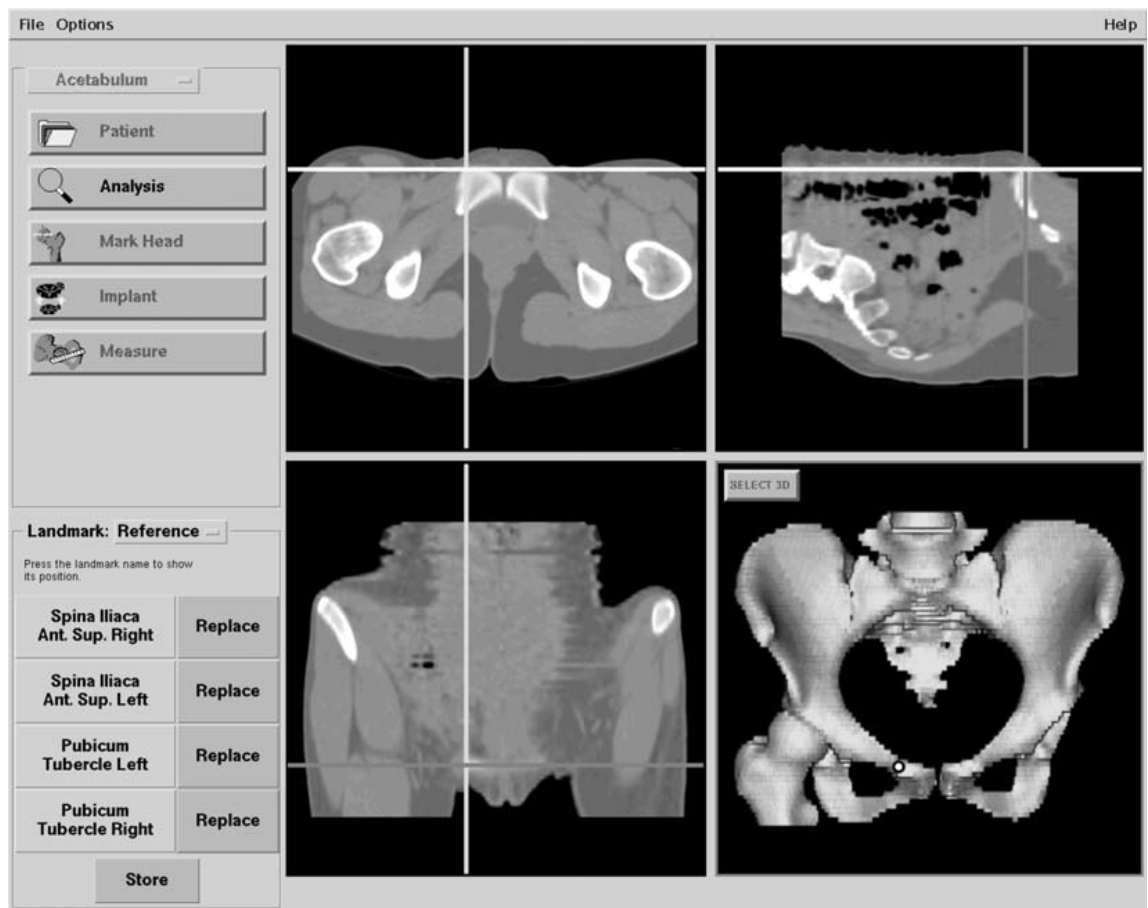 File Options Help
Acetabulum
Patient
Analysis
Mark Head
Implant
Measure
SELECT 3D
Landmark: Reference
Press the landmark name to show
its position.
Spina Iliaca
Ant. Sup. Right
Replace
Spina Iliaca
Ant. Sup. Left
Replace
Pubicum
Tubercle Left
Replace
Pubicum
Tubercle Right
Replace
Store